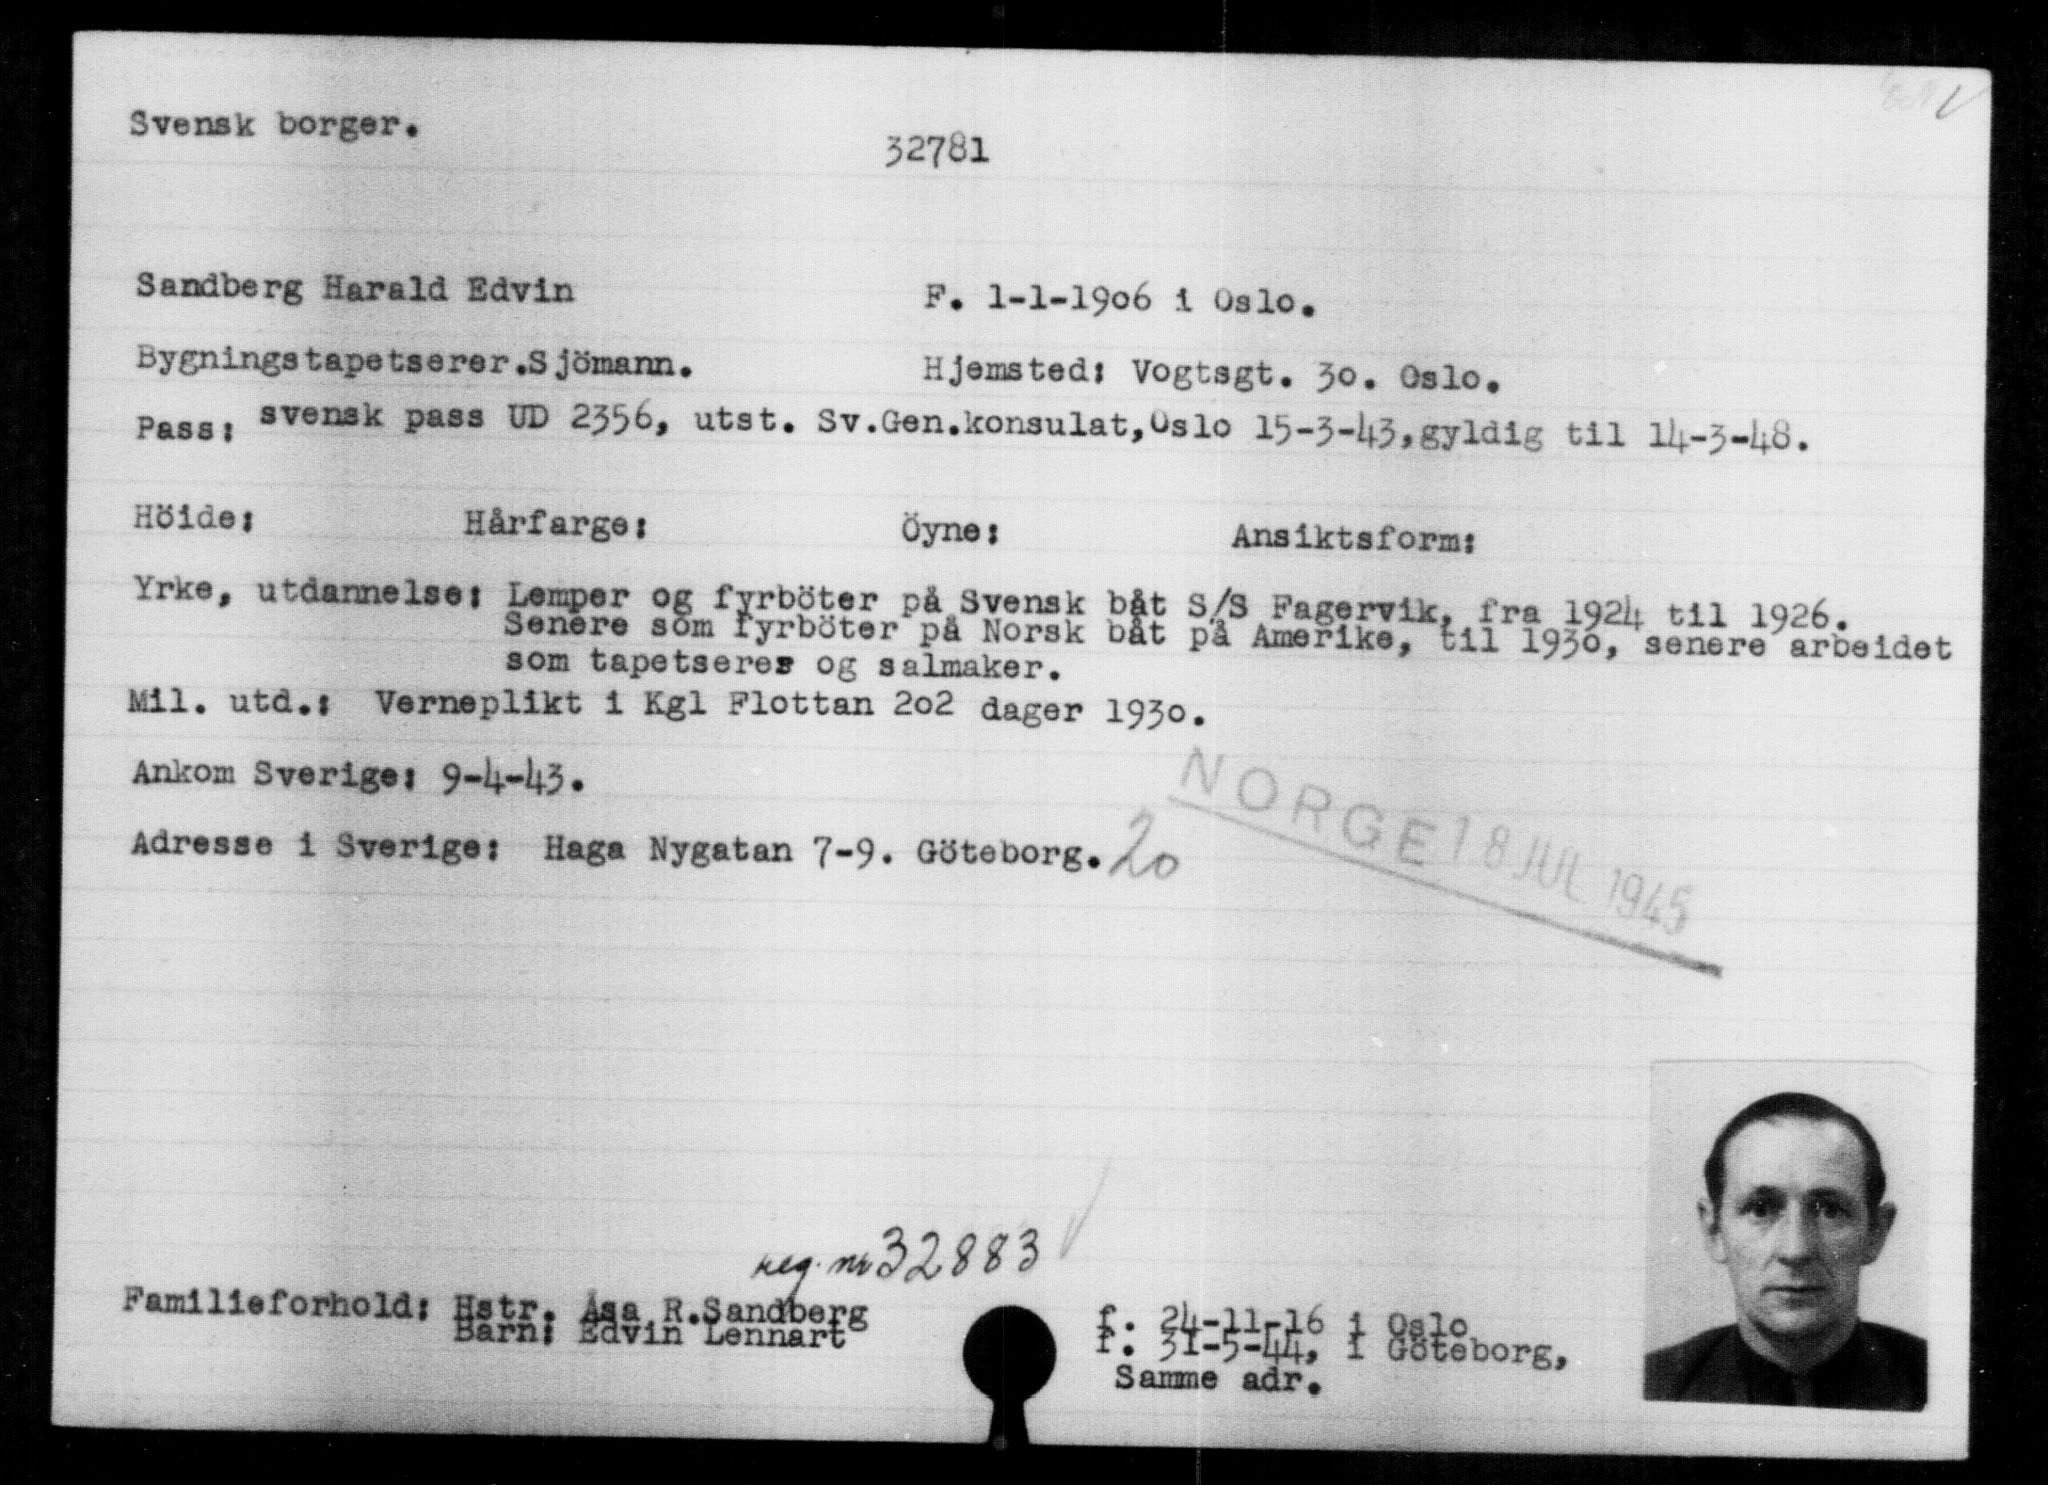 Svensk borger.
32781
Sandberg Harald Edvin F. 1-1-1906 i Oslo.
Bygningstapetserer.Sjömann. Hjemsted: Vogtsgt. 30. Oslo.
Pass: svensk pass UD 2356, utst. Sv.Gen.konsulat,Oslo 15-3-43,gyldig til 14-3-48.
Höide: Hårfarge: Öyne: Ansiktsform:
Yrke, utdannelse: Lemper og fyrböter på Svensk båt S/S Fagervik, fra 1924 til 1926.
Senere som fyrböter på Norsk båt på Amerike, til 1930, senere arbeidet
som tapetserer og salmaker.
Mil. utd.: Verneplikt i Kgl Flottan 202 dager 1930.
Ankom Sverige: 9-4-43.
NORGE 18 JUL 1945
Adresse i Sverige: Haga Nygatan 7-9. Göteborg. 20
reg. nr 32883
Familieforhold: Hstr. Åsa R.Sandberg f. 24-11-16 i Oslo
Barn: Edvin Lennart f. 31-5-44, i Göteborg,
Samme adr.